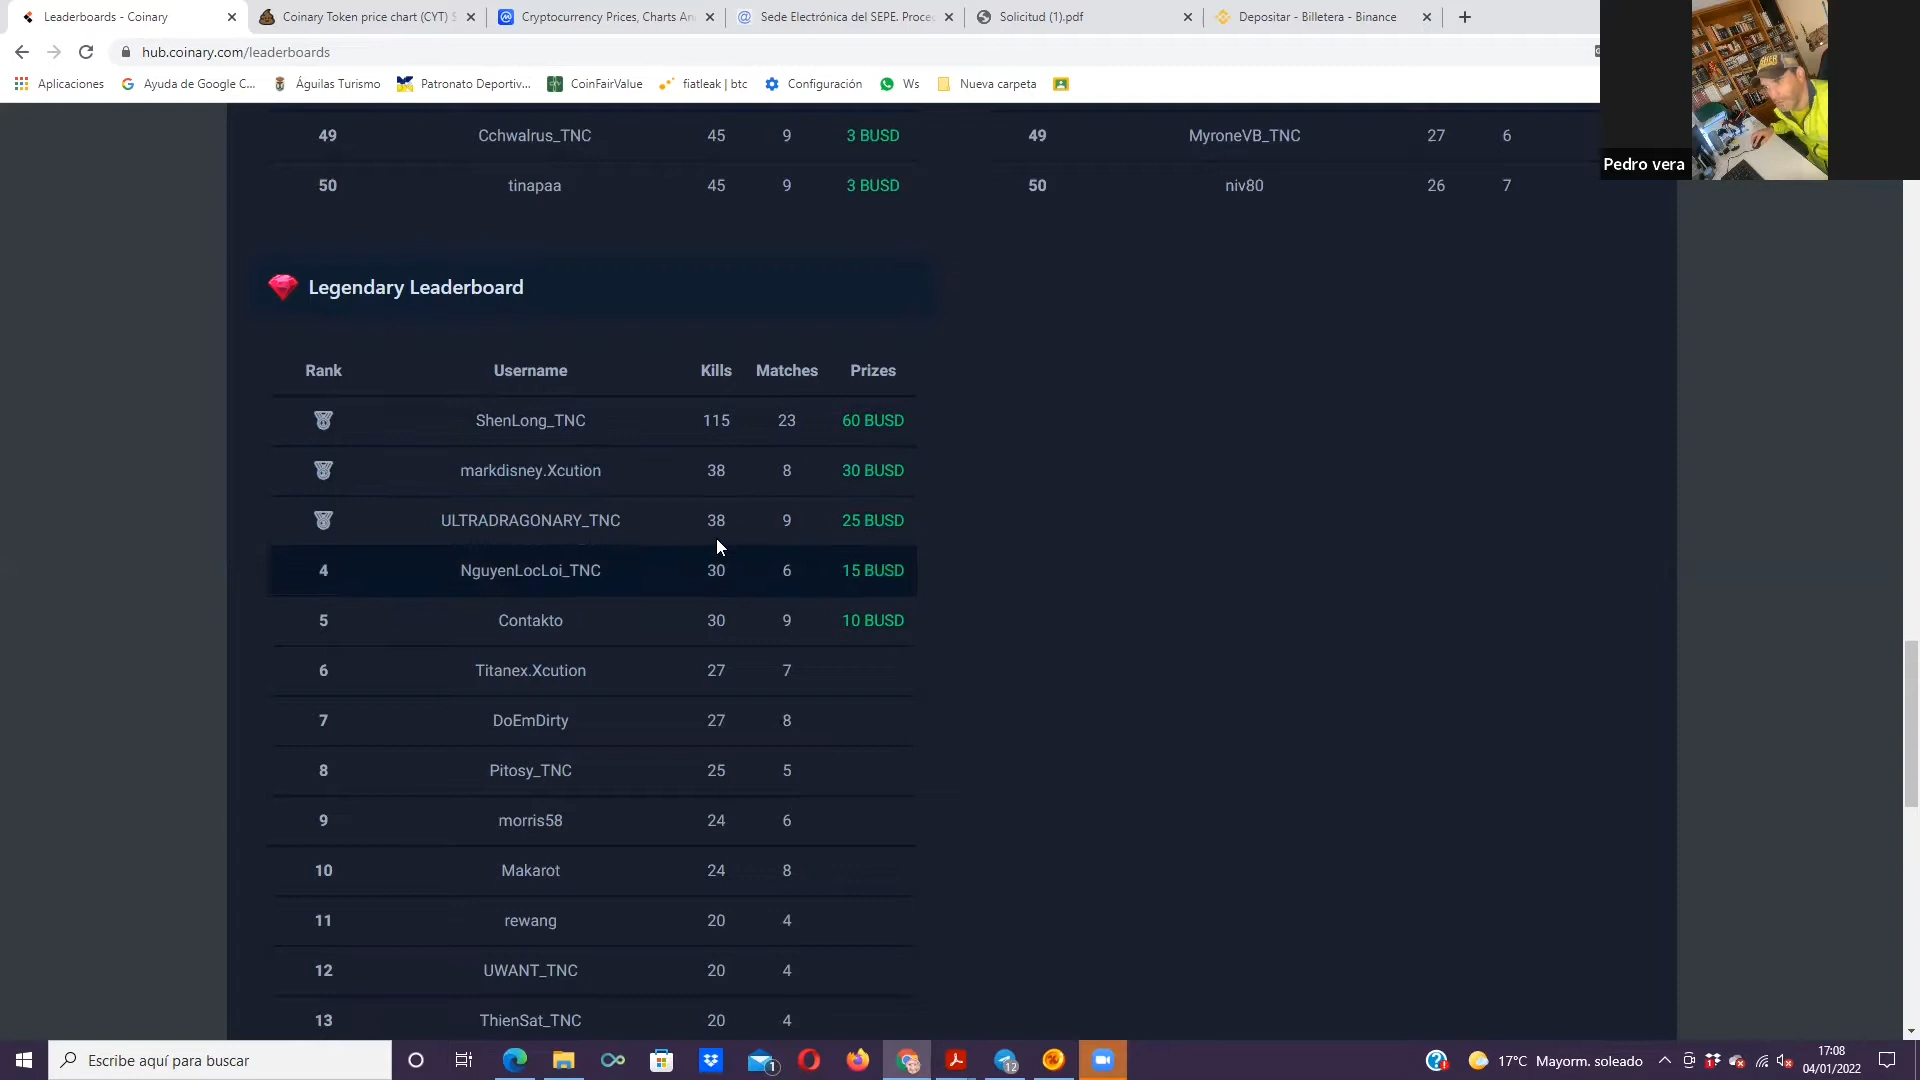 Leaderboards - Coinary
Coinary Token price chart (CYT) $
Cryptocurrency Prices, Charts An
Sede Electrónica del SEPE. Proce
Solicitud (1).pdf
Depositar - Billetera - Binance
hub.coinary.com/leaderboards
Aplicaciones
Ayuda de Google C...
Águilas Turismo
Patronato Deportiv...
CoinFairValue
fiatleak | btc
Configuración
Ws
Nueva carpeta
Pedro vera
49 Cchwalrus_TNC 45 9 3 BUSD
49 MyroneVB_TNC 27 6
50 tinapaa 45 9 3 BUSD
50 niv80 26 7
Legendary Leaderboard
Rank Username Kills Matches Prizes
ShenLong_TNC 115 23 60 BUSD
markdisney.Xcution 38 8 30 BUSD
ULTRADRAGONARY_TNC 38 9 25 BUSD
4 NguyenLocLoi_TNC 30 6 15 BUSD
5 Contakto 30 9 10 BUSD
6 Titanex.Xcution 27 7
7 DoEmDirty 27 8
8 Pitosy_TNC 25 5
9 morris58 24 6
10 Makarot 24 8
11 rewang 20 4
12 UWANT_TNC 20 4
13 ThienSat_TNC 20 4
Escribe aquí para buscar
1
12
17°C Mayorm. soleado
17:08
04/01/2022